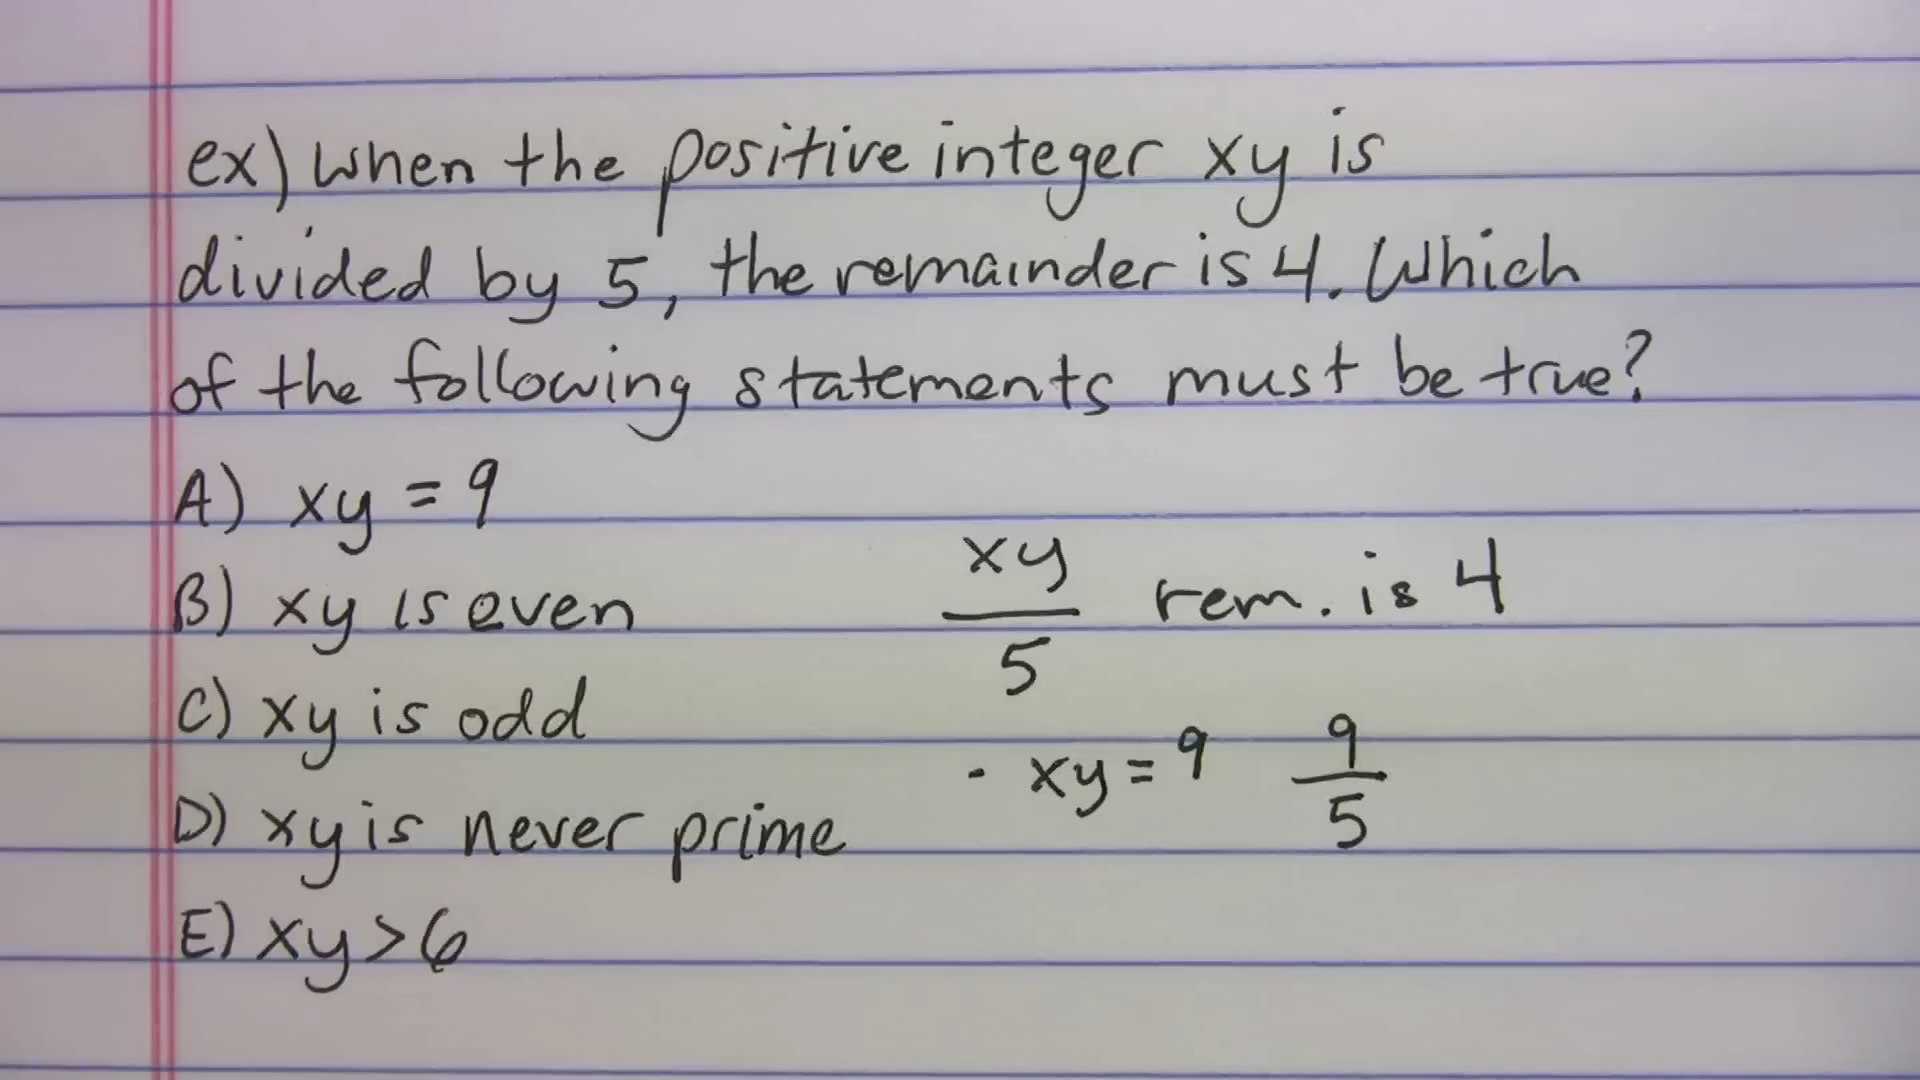 ex) When the positive integer xy is
divided by 5, the remainder is 4. Which
of the following statements must be true?
A) xy = 9
B) xy is even
C) xy is odd
D) xy is never prime
E) xy > 6
xy
5
rem. is 4
· xy = 9
9
5